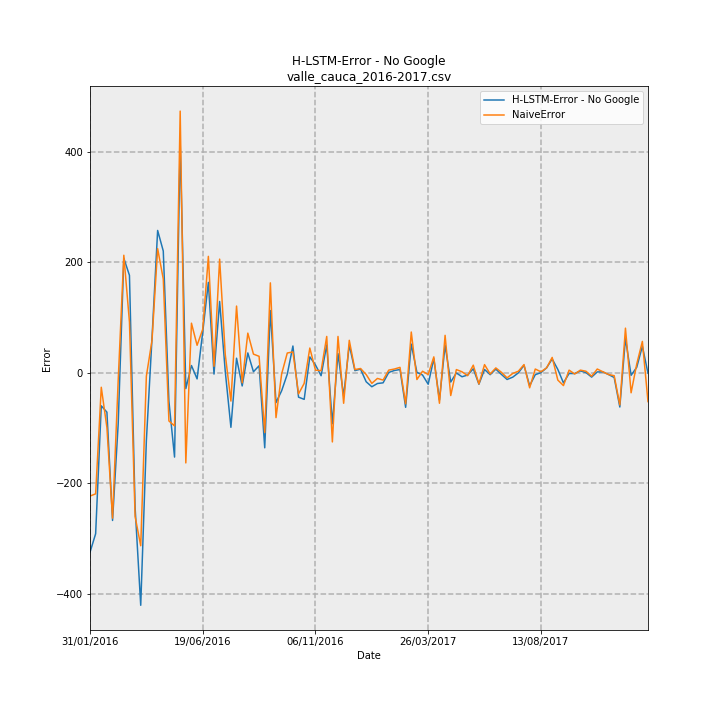 H-LSTM-Error - No Google
valle_cauca_2016-2017.csv
H-LSTM-Error - No Google
NaiveError
400
200
0
−200
−400
Error
31/01/2016
19/06/2016
06/11/2016
26/03/2017
13/08/2017
Date